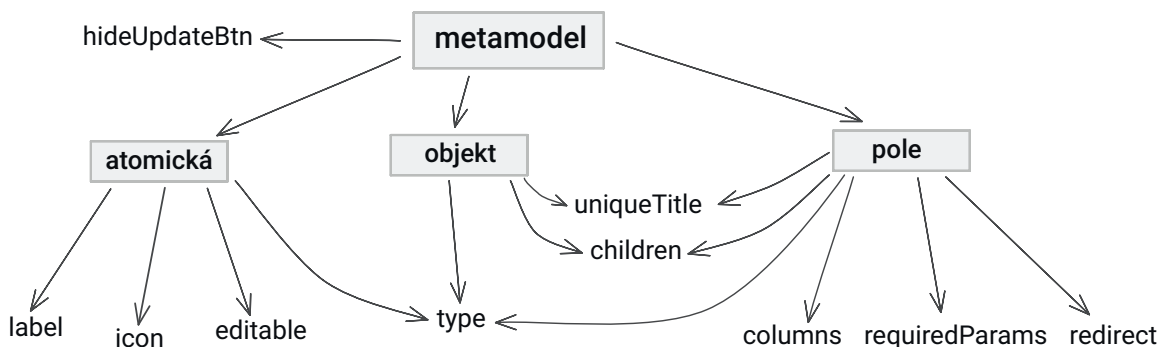 hideUpdateBtn
metamodel
atomická
objekt
pole
uniqueTitle
children
label
icon
editable
type
columns
requiredParams
redirect